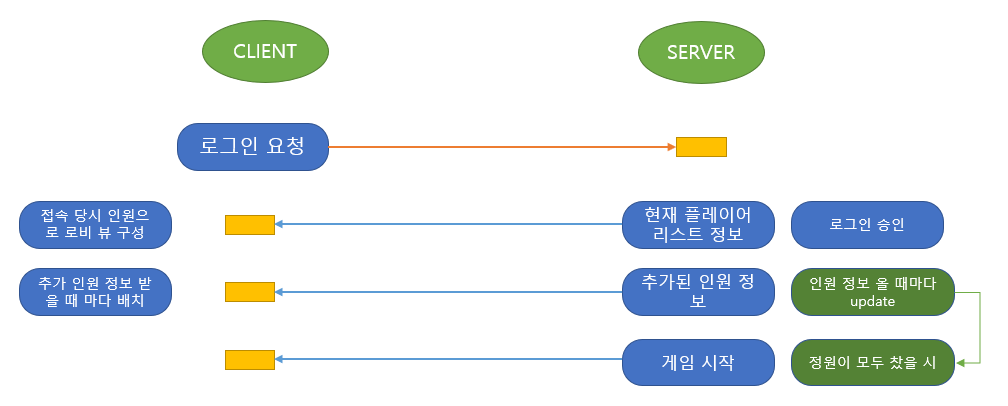 CLIENT
SERVER
로그인 요청
접속 당시 인원으
로 로비 뷰 구성
현재 플레이어
리스트 정보
로그인 승인
추가 인원 정보 받
을 때 마다 배치
추가된 인원 정
보
인원 정보 올 때마다
update
게임 시작
정원이 모두 찼을 시